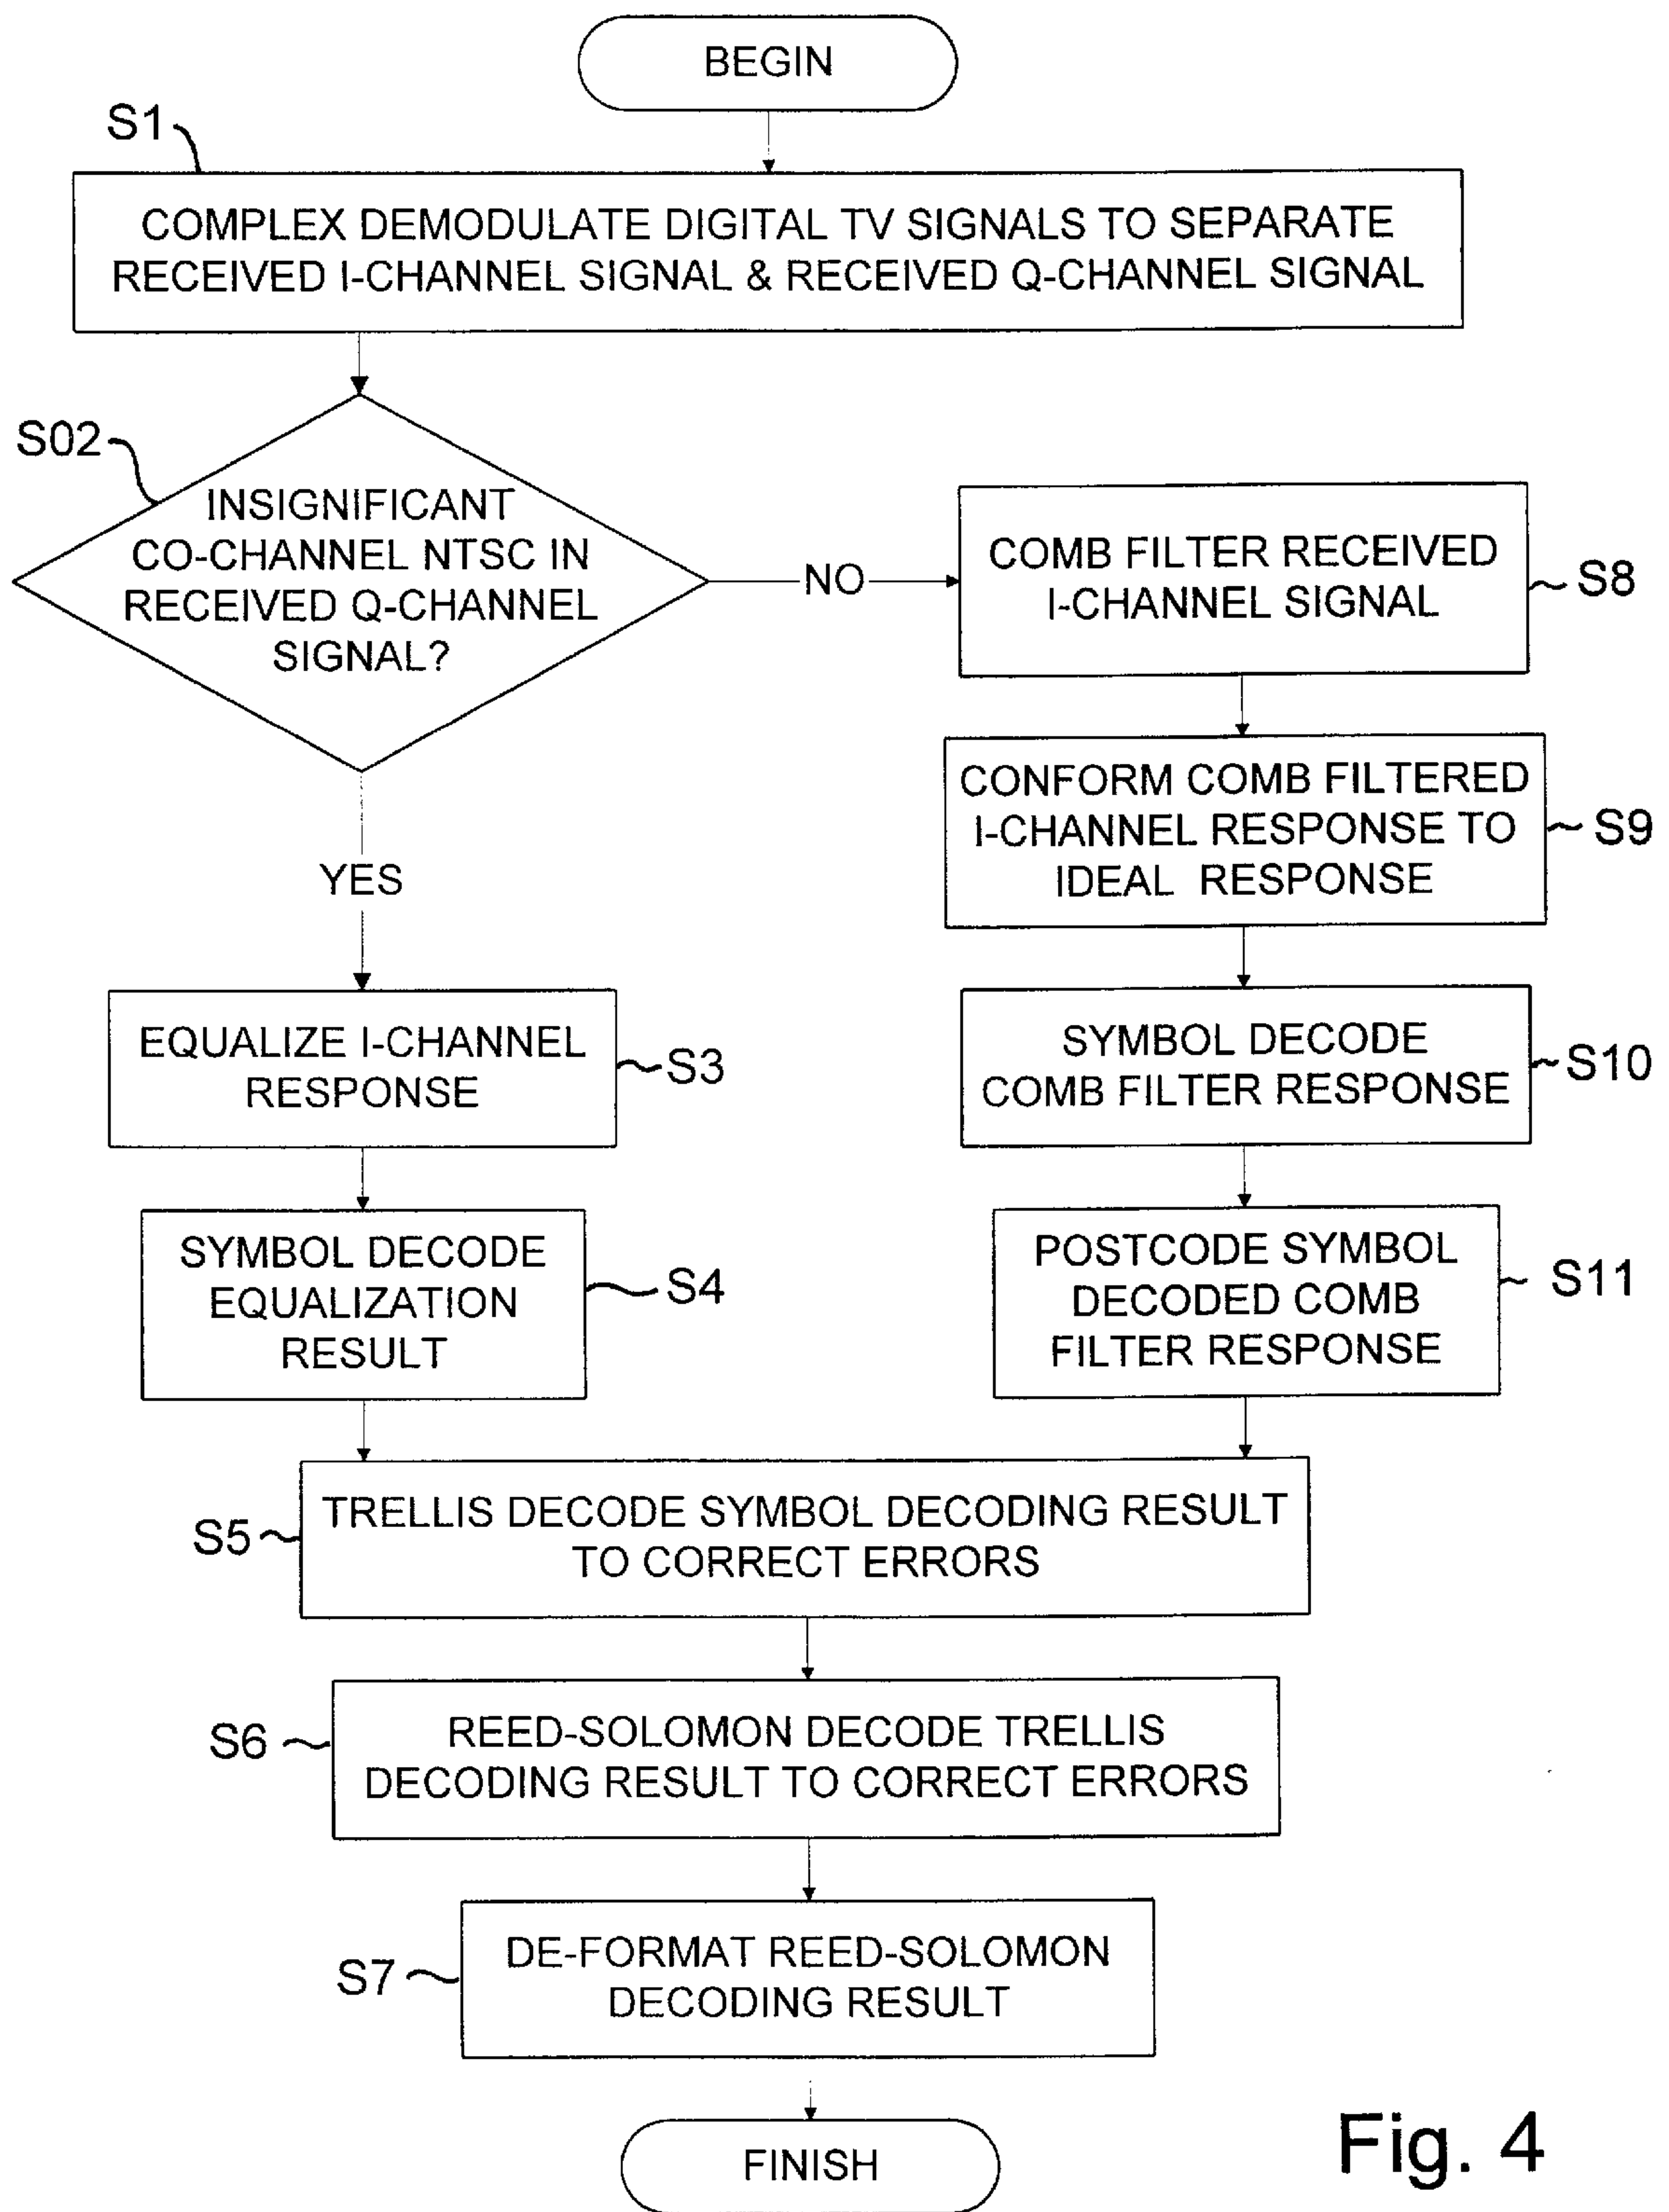 BEGIN
S1
COMPLEX DEMODULATE DIGITAL TV SIGNALS TO SEPARATE
RECEIVED I-CHANNEL SIGNAL & RECEIVED Q-CHANNEL SIGNAL
S02
INSIGNIFICANT
CO-CHANNEL NTSC IN
RECEIVED Q-CHANNEL
SIGNAL?
NO
COMB FILTER RECEIVED
I-CHANNEL SIGNAL
S8
CONFORM COMB FILTERED
I-CHANNEL RESPONSE TO
IDEAL RESPONSE
S9
YES
EQUALIZE I-CHANNEL
RESPONSE
S3
SYMBOL DECODE
COMB FILTER RESPONSE
S10
SYMBOL DECODE
EQUALIZATION
RESULT
S4
POSTCODE SYMBOL
DECODED COMB
FILTER RESPONSE
S11
S5
TRELLIS DECODE SYMBOL DECODING RESULT
TO CORRECT ERRORS
S6
REED-SOLOMON DECODE TRELLIS
DECODING RESULT TO CORRECT ERRORS
S7
DE-FORMAT REED-SOLOMON
DECODING RESULT
FINISH
Fig. 4